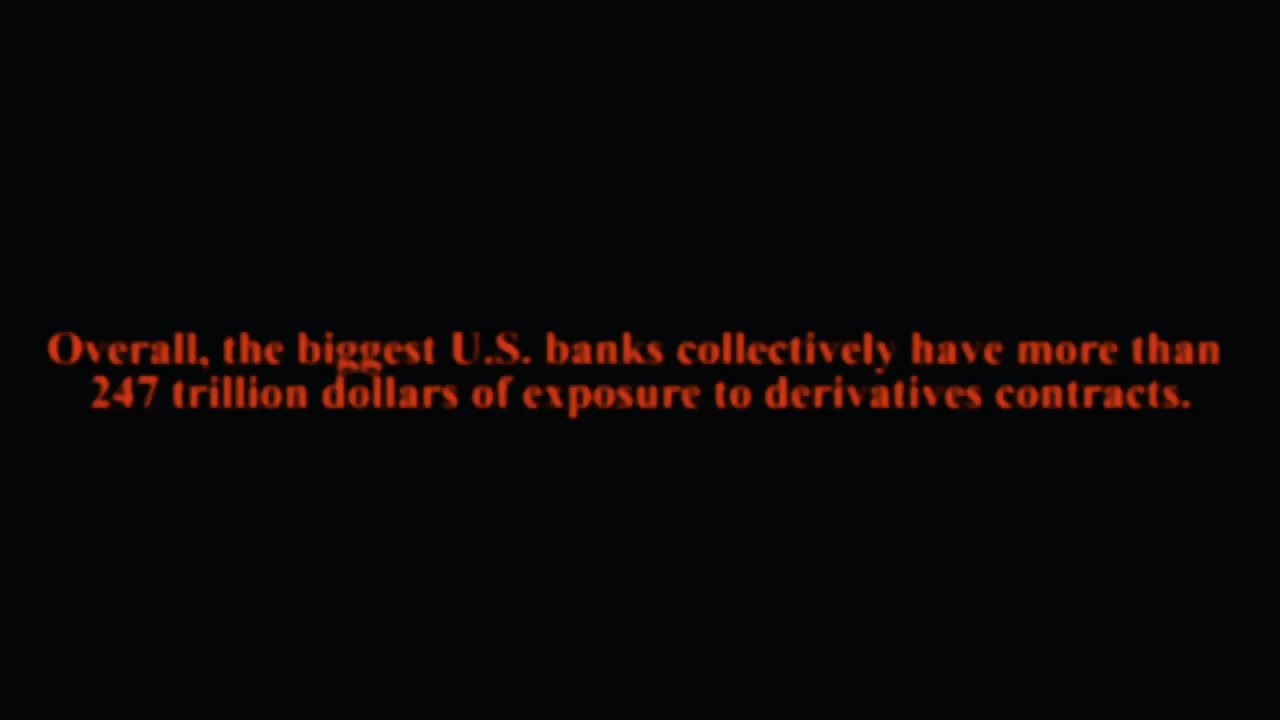 Overall, the biggest U.S. banks collectively have more than
247 trillion dollars of exposure to derivatives contracts.